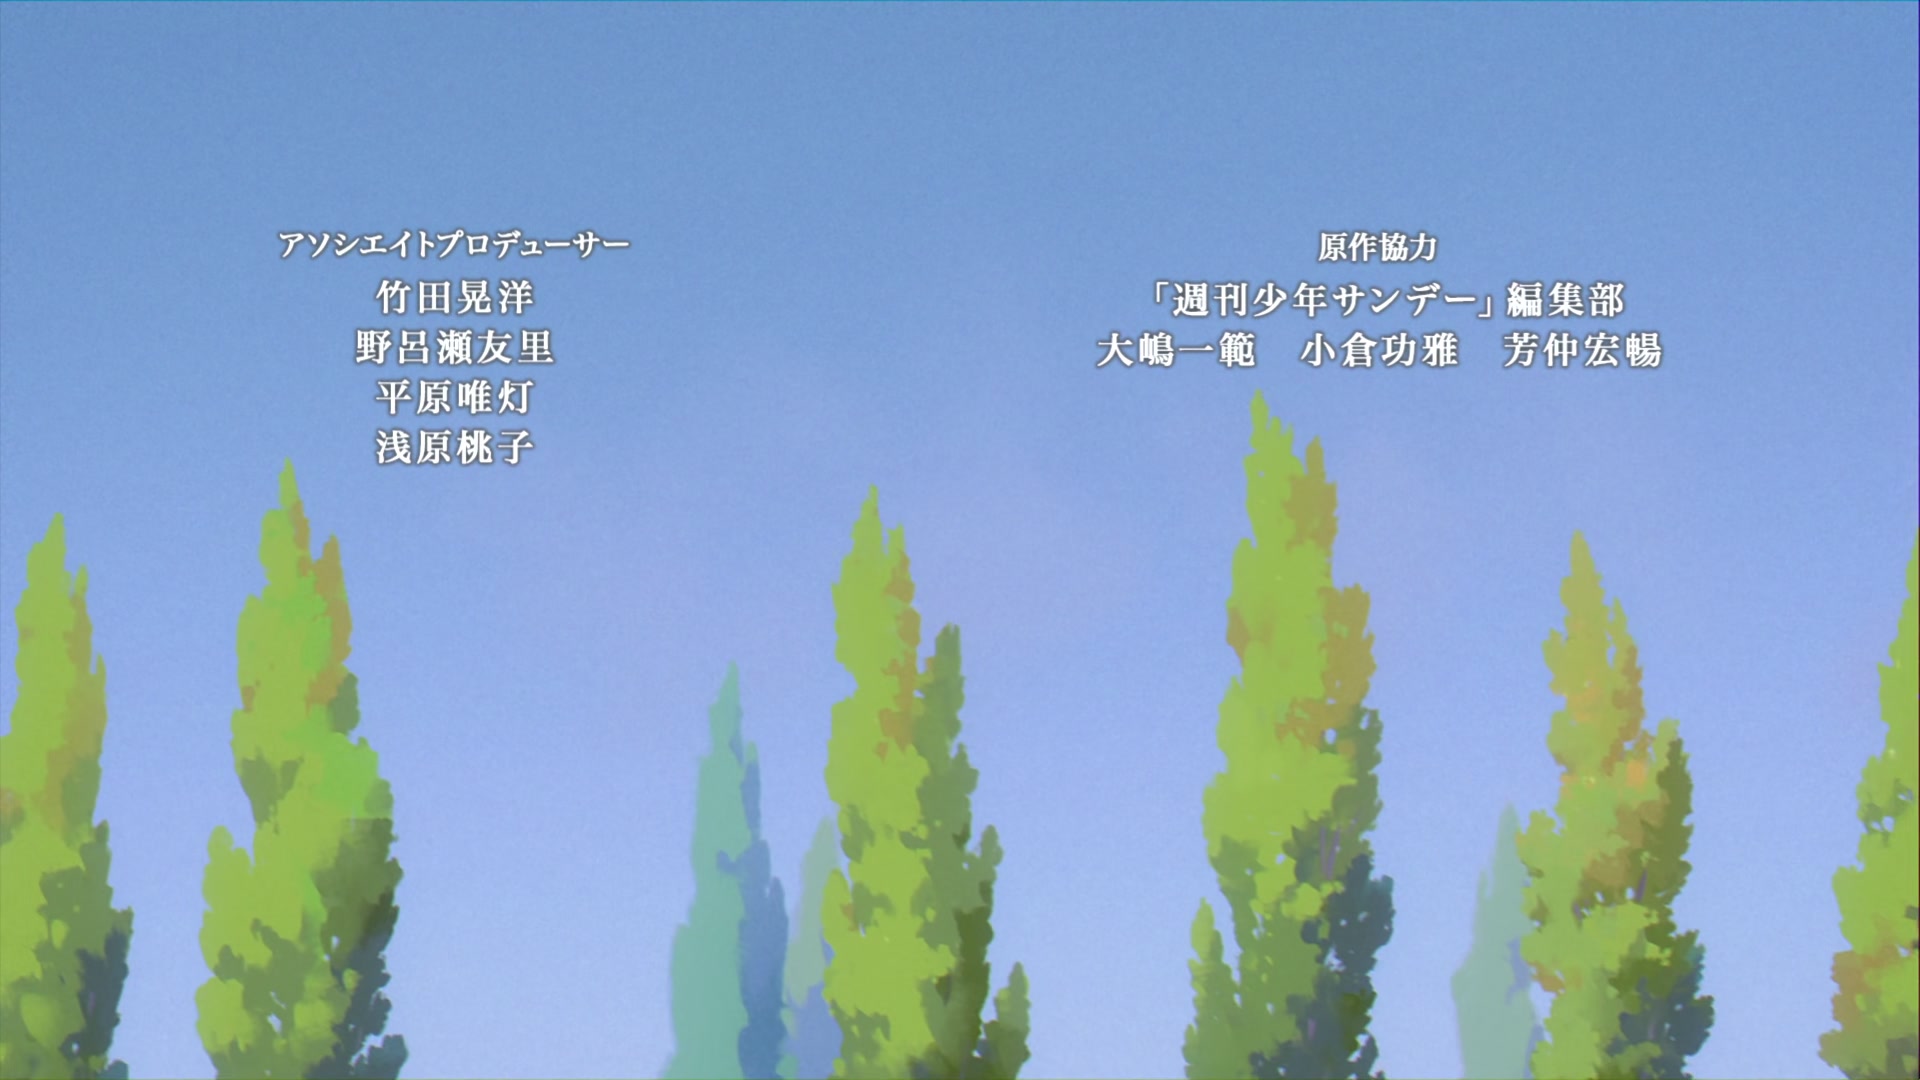 アソシエイトプロデューサー
竹田晃洋
野呂瀬友里
平原唯灯
浅原桃子
原作協力
「週刊少年サンデー」編集部
大嶋一範　小倉功雅　芳仲宏暢